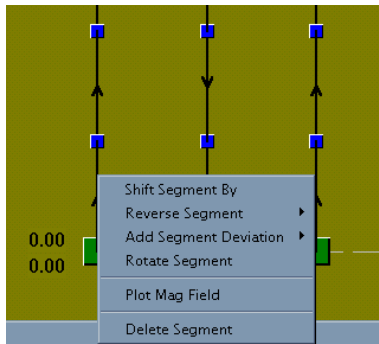 Shift Segment By
Reverse Segment
Add Segment Deviation
Rotate Segment
Plot Mag Field
Delete Segment
0.00
0.00